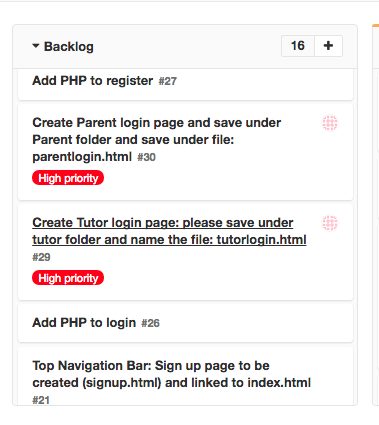 Backlog
16 +
Add PHP to register #27
Create Parent login page and save under
Parent folder and save under file:
parentlogin.html #30
High priority
Create Tutor login page: please save under
tutor folder and name the file: tutorlogin.html
#29
High priority
Add PHP to login #26
Top Navigation Bar: Sign up page to be
created (signup.html) and linked to index.html
#21